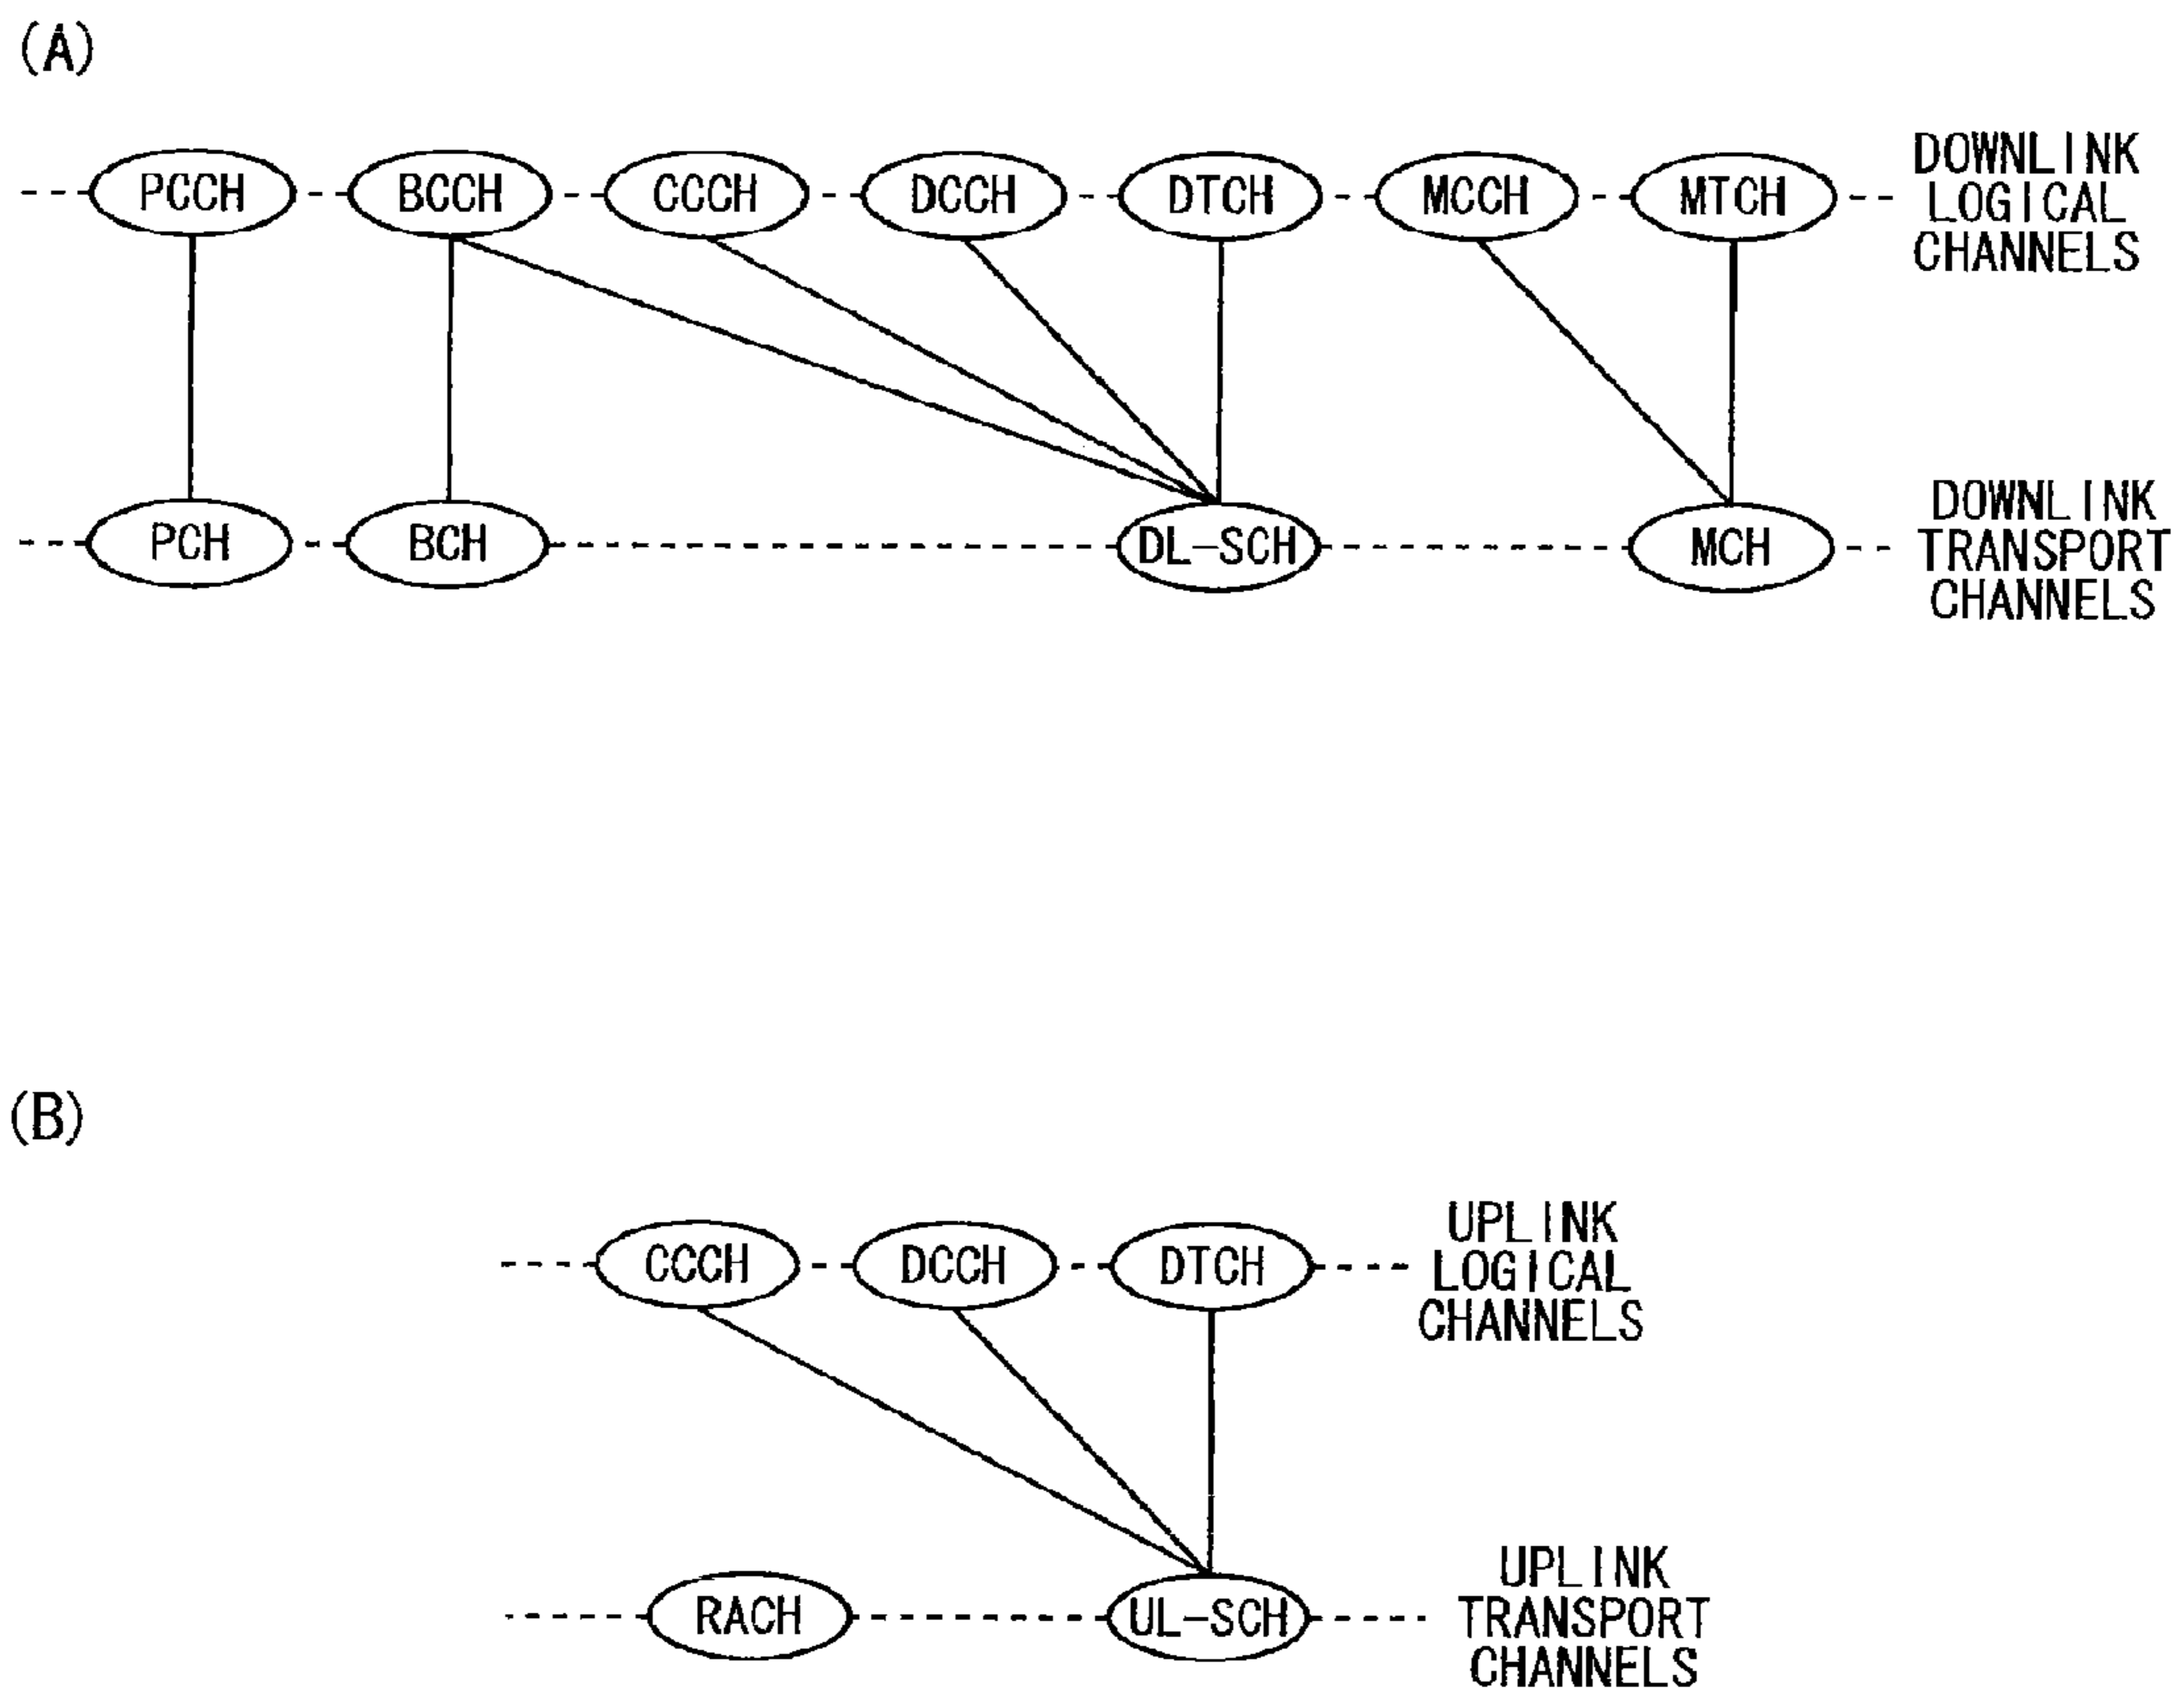 (A)
PCCH BCCH CCCH DCCH DTCH MCCH MTCH
DOWNLINK
LOGICAL
CHANNELS
PCH BCH DL-SCH MCH
DOWNLINK
TRANSPORT
CHANNELS
(B)
CCCH DCCH DTCH
UPLINK
LOGICAL
CHANNELS
RACH UL-SCH
UPLINK
TRANSPORT
CHANNELS